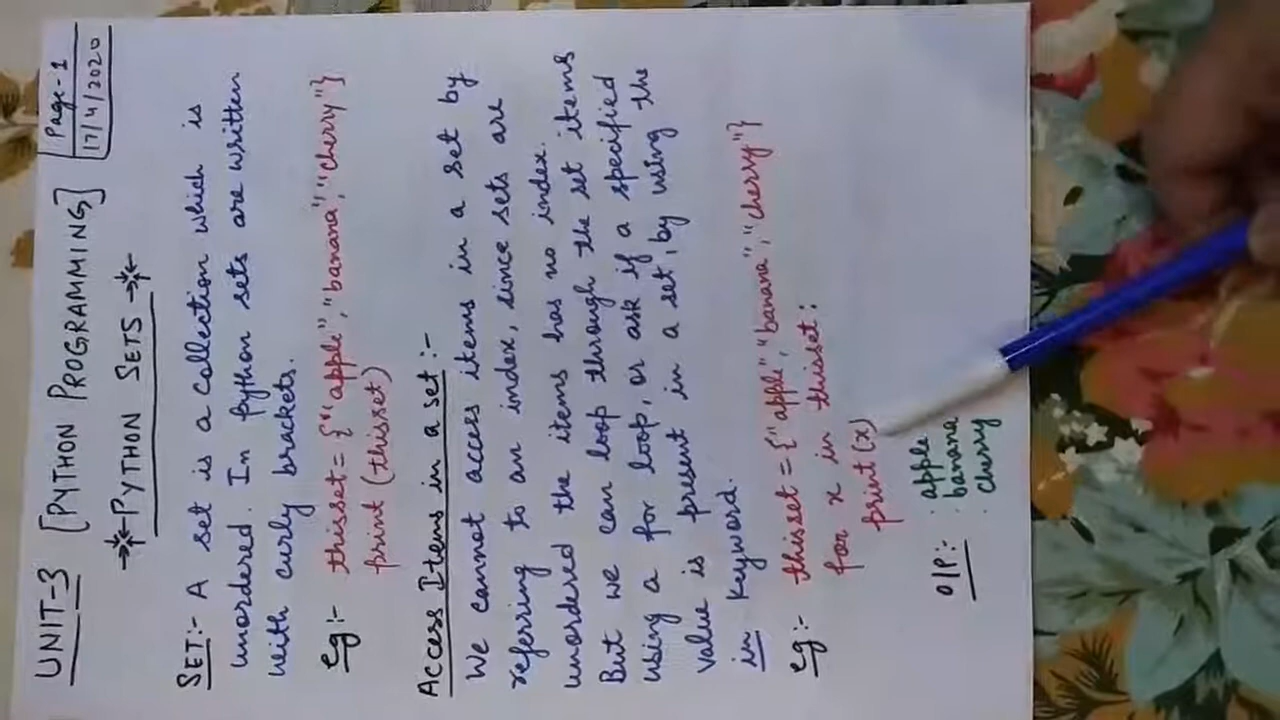 UNIT-3 [PYTHON PROGRAMMING]
Page-1
17/4/2020
PYTHON SETS
SET:- A set is a collection which is
unordered. In Python sets are written
with curly brackets.
eg:- thisset = {"apple", "banana", "cherry"}
print (thisset)
Access Items in a set:-
We cannot access items in a set by
referring to an index, since sets are
unordered the items has no index.
But we can loop through the set items
using a for loop, or ask if a specified
value is present in a set, by using the
in keyword.
eg:- thisset = {"apple", "banana", "cherry"}
for x in thisset:
print(x)
O/P:- apple
banana
cherry